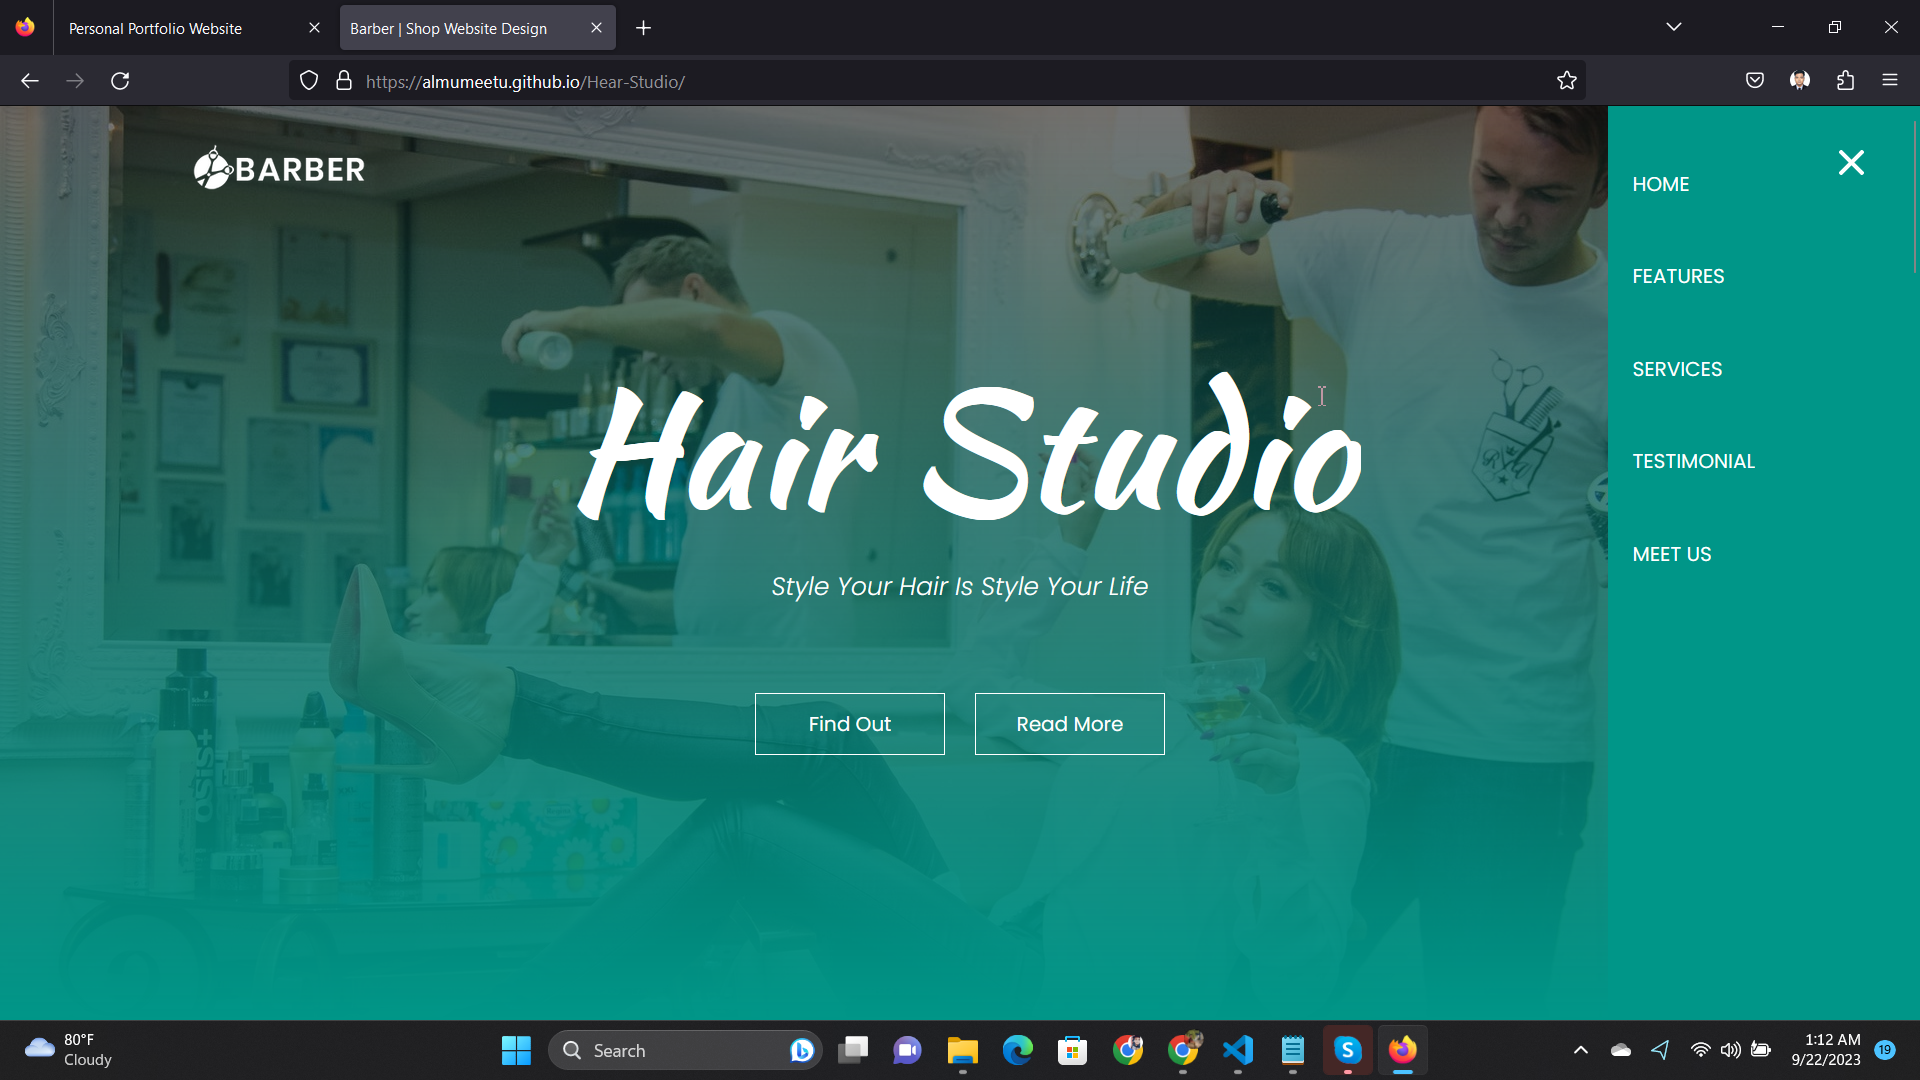 Personal Portfolio Website
Barber | Shop Website Design
https://almumeetu.github.io/Hear-Studio/
BARBER
HOME
FEATURES
SERVICES
TESTIMONIAL
MEET US
Hair Studio
Style Your Hair Is Style Your Life
Find Out
Read More
OSiS+
80°F
Cloudy
Search
1:12 AM
9/22/2023
19